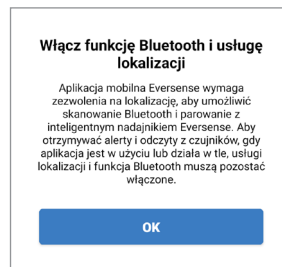 Włącz funkcję Bluetooth i usługę
lokalizacji
Aplikacja mobilna Eversense wymaga
zezwolenia na lokalizację, aby umożliwić
skanowanie Bluetooth i parowanie z
inteligentnym nadajnikiem Eversense. Aby
otrzymywać alerty i odczyty z czujników, gdy
aplikacja jest w użyciu lub działa w tle, usługi
lokalizacji i funkcja Bluetooth muszą pozostać
włączone.
OK